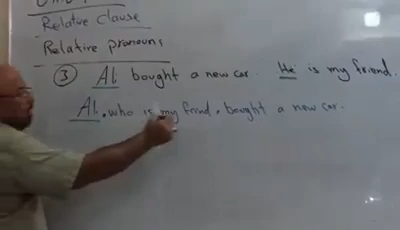 Relative Clause
Relative pronouns
③ Ali bought a new car. He is my friend.
Ali, who is my frend, bought a new car.